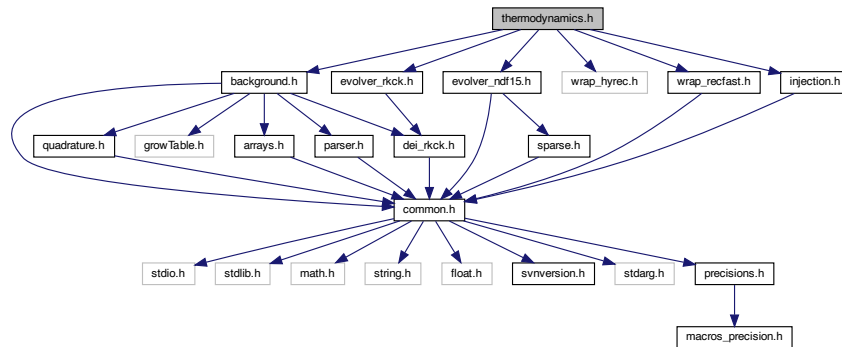 thermodynamics.h
background.h
evolver_rkck.h
evolver_ndf15.h
wrap_hyrec.h
wrap_recfast.h
injection.h
quadrature.h
growTable.h
arrays.h
parser.h
dei_rkck.h
sparse.h
common.h
stdio.h
stdlib.h
math.h
string.h
float.h
svnversion.h
stdarg.h
precisions.h
macros_precision.h